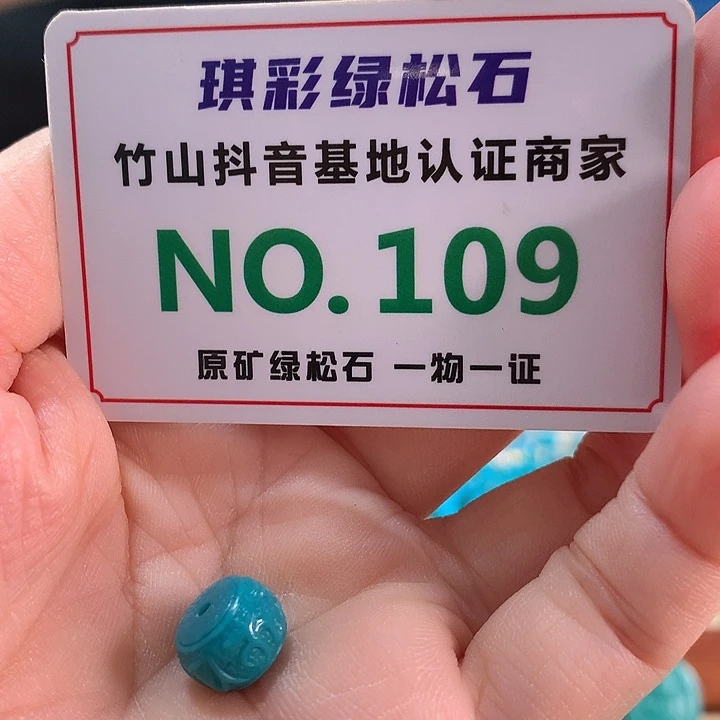 琪彩绿松石
竹山抖音基地认证商家
NO.109
原矿绿松石 一物一证